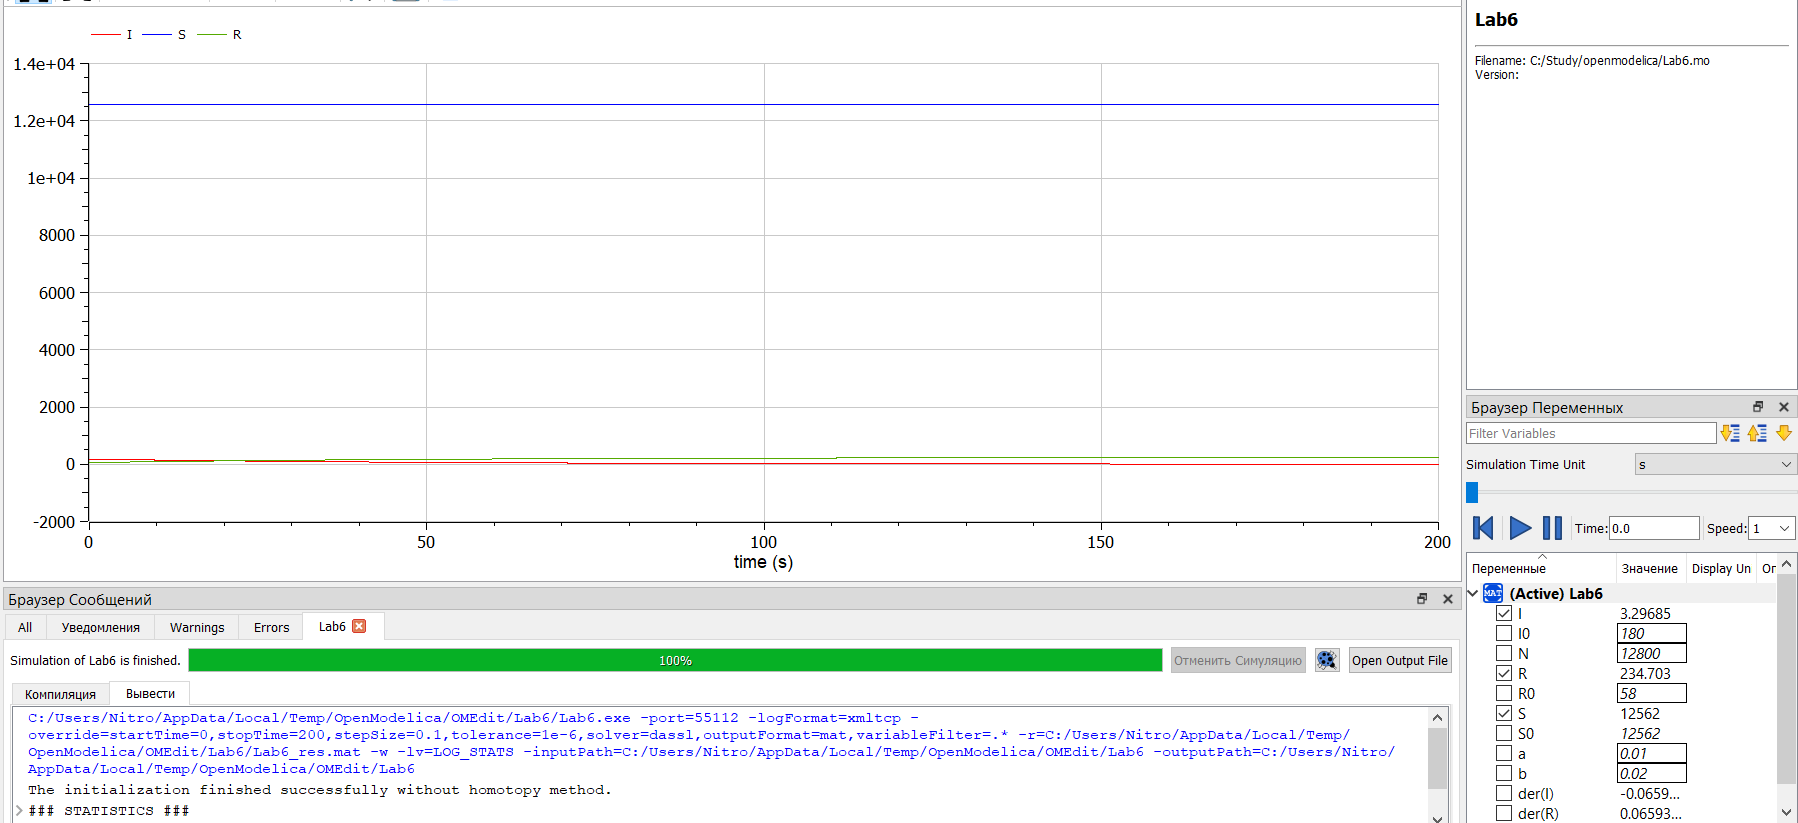 I S R
1.4e+04
1.2e+04
1e+04
8000
6000
4000
2000
0
-2000
0 50 100 150 200
time (s)
Lab6
Filename: C:/Study/openmodelica/Lab6.mo
Version:
Браузер Переменных
Filter Variables
Simulation Time Unit s
Time: 0.0 Speed: 1
Переменные Значение Display Un Ог
MAT (Active) Lab6
I 3.29685
I0 180
N 12800
R 234.703
R0 58
S 12562
S0 12562
a 0.01
b 0.02
der(I) -0.0659...
der(R) 0.06593...
Браузер Сообщений
All Уведомления Warnings Errors Lab6
Simulation of Lab6 is finished. 100% Отменить Симуляцию Open Output File
Компиляция Вывести
C:/Users/Nitro/AppData/Local/Temp/OpenModelica/OMEdit/Lab6/Lab6.exe -port=55112 -logFormat=xmltcp -
override=startTime=0,stopTime=200,stepSize=0.1,tolerance=1e-6,solver=dassl,outputFormat=mat,variableFilter=.* -r=C:/Users/Nitro/AppData/Local/Temp/
OpenModelica/OMEdit/Lab6/Lab6_res.mat -w -lv=LOG_STATS -inputPath=C:/Users/Nitro/AppData/Local/Temp/OpenModelica/OMEdit/Lab6 -outputPath=C:/Users/Nitro/
AppData/Local/Temp/OpenModelica/OMEdit/Lab6
The initialization finished successfully without homotopy method.
### STATISTICS ###